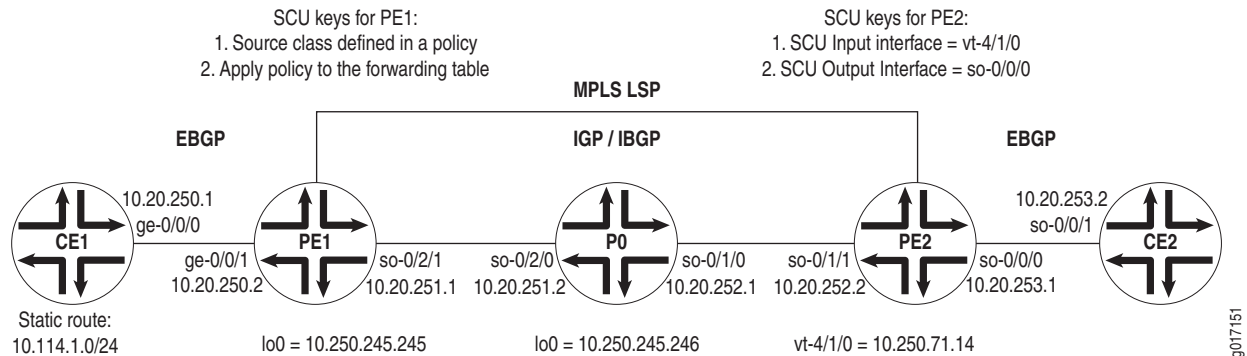 SCU keys for PE1:
1. Source class defined in a policy
2. Apply policy to the forwarding table
SCU keys for PE2:
1. SCU Input interface = vt-4/1/0
2. SCU Output Interface = so-0/0/0
MPLS LSP
EBGP
IGP / IBGP
EBGP
10.20.250.1
ge-0/0/0
CE1
ge-0/0/1
10.20.250.2
PE1
so-0/2/1
10.20.251.1
so-0/2/0
10.20.251.2
P0
so-0/1/0
10.20.252.1
so-0/1/1
10.20.252.2
PE2
so-0/0/0
10.20.253.1
10.20.253.2
so-0/0/1
CE2
Static route:
10.114.1.0/24
lo0 = 10.250.245.245
lo0 = 10.250.245.246
vt-4/1/0 = 10.250.71.14
g017151